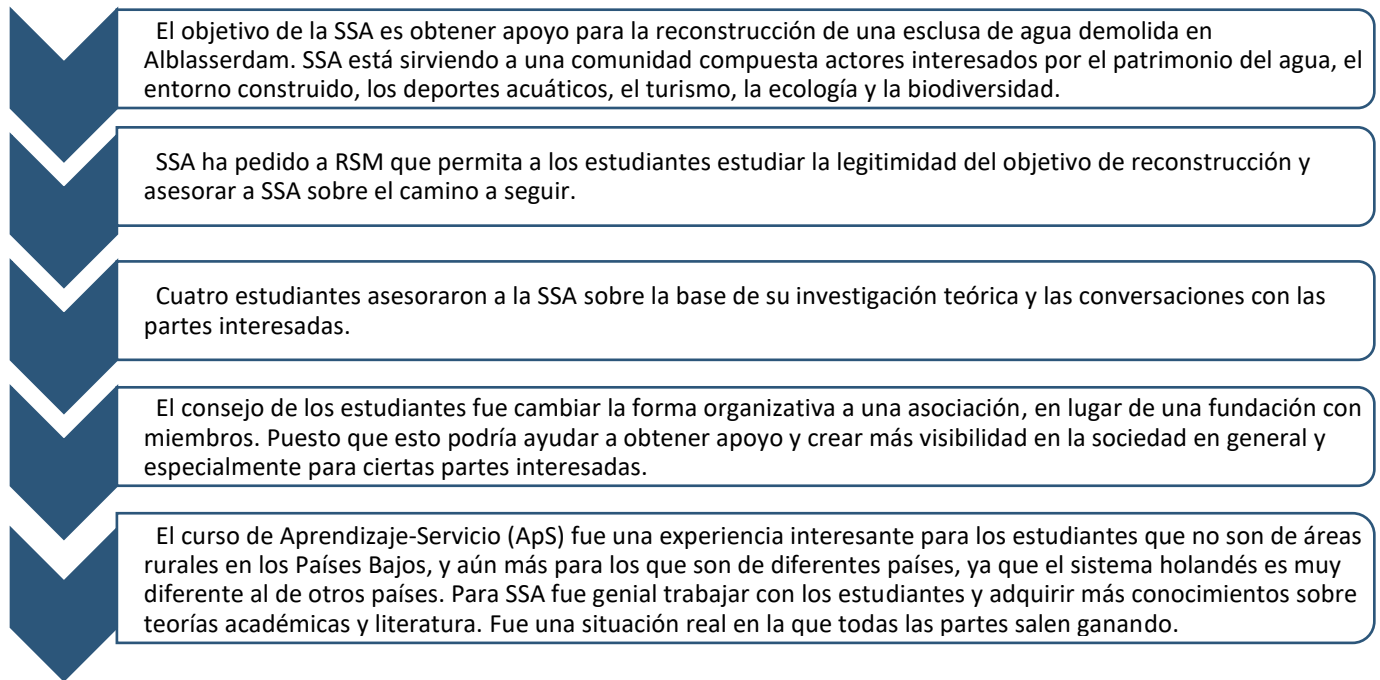 El objetivo de la SSA es obtener apoyo para la reconstrucción de una esclusa de agua demolida en
Alblasserdam. SSA está sirviendo a una comunidad compuesta actores interesados por el patrimonio del agua, el
entorno construido, los deportes acuáticos, el turismo, la ecología y la biodiversidad.
SSA ha pedido a RSM que permita a los estudiantes estudiar la legitimidad del objetivo de reconstrucción y
asesorar a SSA sobre el camino a seguir.
Cuatro estudiantes asesoraron a la SSA sobre la base de su investigación teórica y las conversaciones con las
partes interesadas.
El consejo de los estudiantes fue cambiar la forma organizativa a una asociación, en lugar de una fundación con
miembros. Puesto que esto podría ayudar a obtener apoyo y crear más visibilidad en la sociedad en general y
especialmente para ciertas partes interesadas.
El curso de Aprendizaje-Servicio (ApS) fue una experiencia interesante para los estudiantes que no son de áreas
rurales en los Países Bajos, y aún más para los que son de diferentes países, ya que el sistema holandés es muy
diferente al de otros países. Para SSA fue genial trabajar con los estudiantes y adquirir más conocimientos sobre
teorías académicas y literatura. Fue una situación real en la que todas las partes salen ganando.